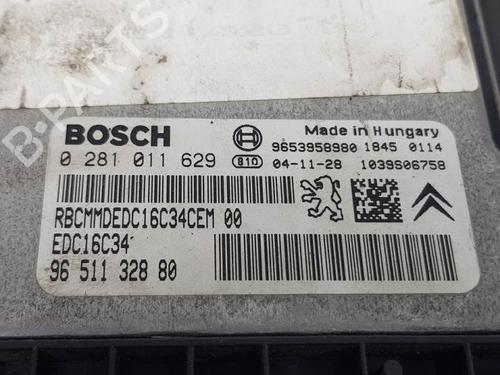 BOSCH
Made in Hungary
9653958980 1845 0114
0 281 011 629 810 04-11-28 1039S06758
RBCMMDEDC16C34CEM 00
EDC16C34
96 511 328 80
B-PARTS